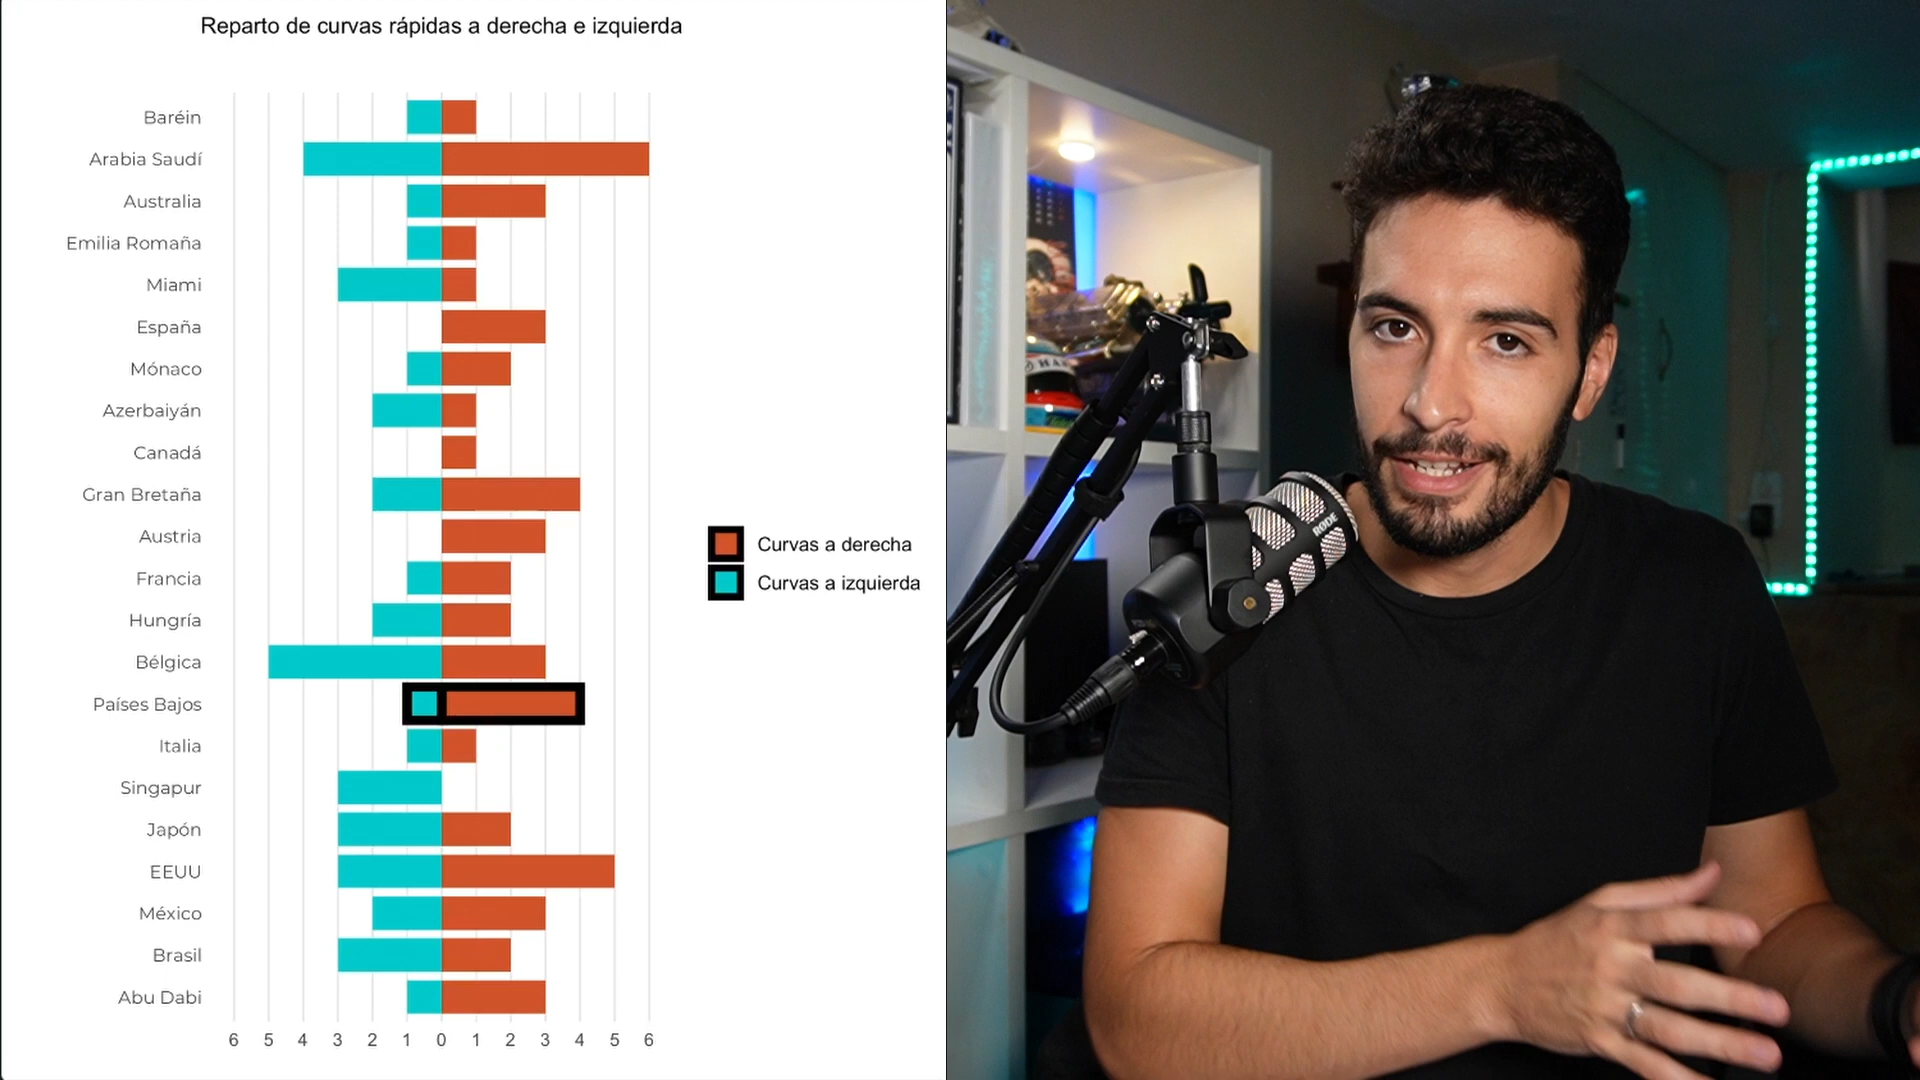 Reparto de curvas rápidas a derecha e izquierda
Baréin
Arabia Saudí
Australia
Emilia Romaña
Miami
España
Mónaco
Azerbaiyán
Canadá
Gran Bretaña
Austria
Francia
Hungría
Bélgica
Países Bajos
Italia
Singapur
Japón
EEUU
México
Brasil
Abu Dabi
6 5 4 3 2 1 0 1 2 3 4 5 6
Curvas a derecha
Curvas a izquierda
RØDE